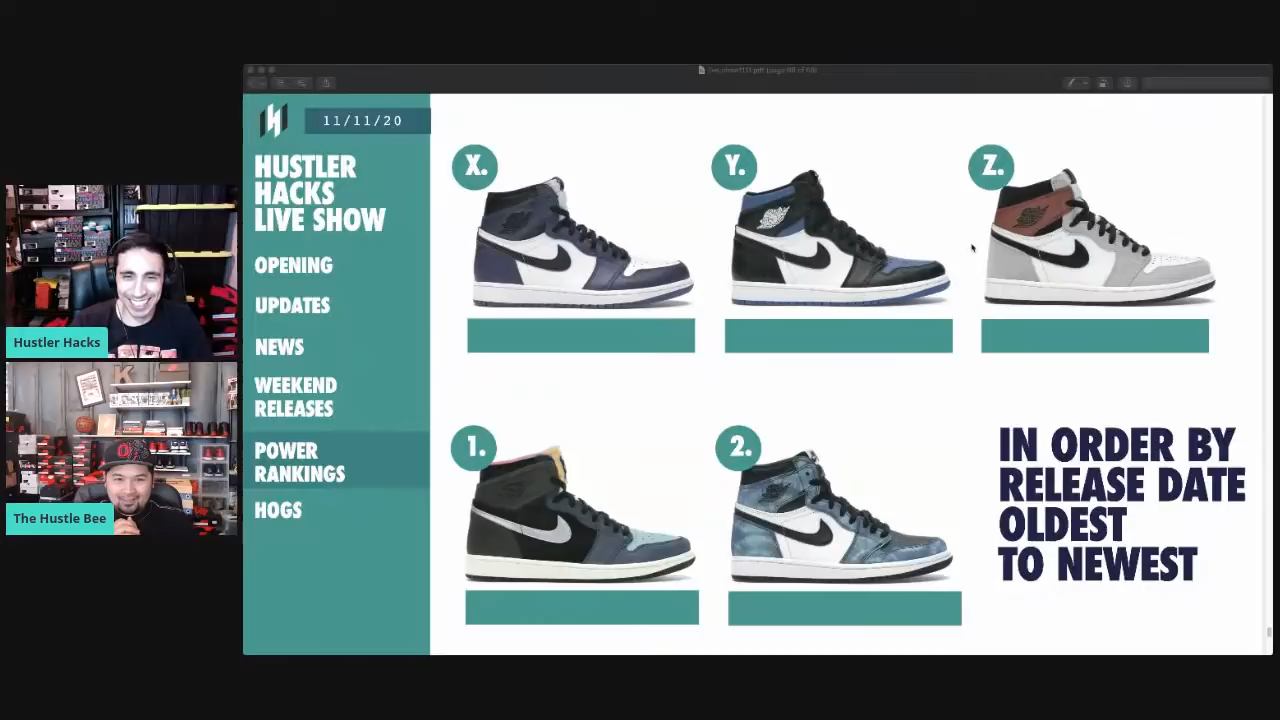 11/11/20
HUSTLER
HACKS
LIVE SHOW
OPENING
UPDATES
NEWS
WEEKEND
RELEASES
POWER
RANKINGS
HOGS
X.
Y.
Z.
1.
2.
IN ORDER BY
RELEASE DATE
OLDEST
TO NEWEST
Hustler Hacks
The Hustle Bee